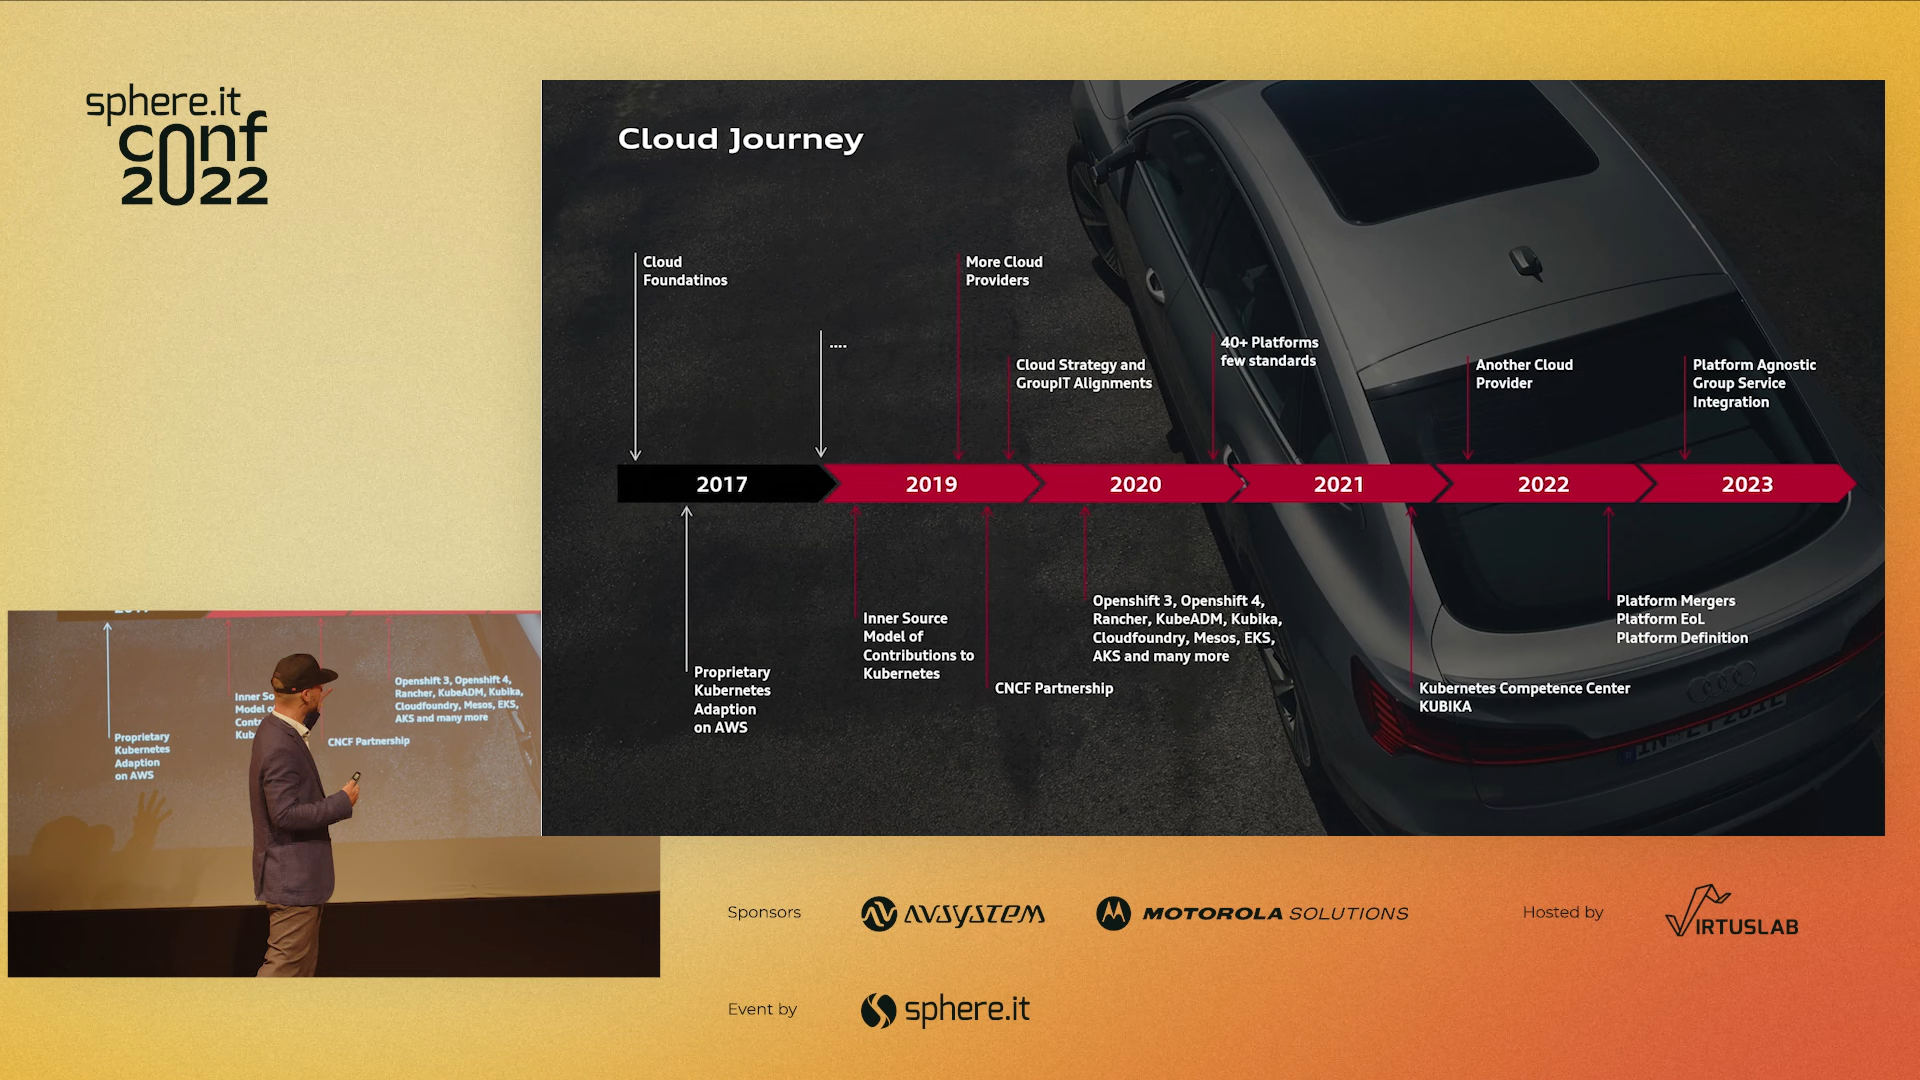 sphere.it
conf
2022
Cloud Journey
Cloud
Foundatinos
....
More Cloud
Providers
Cloud Strategy and
GroupIT Alignments
40+ Platforms
few standards
Another Cloud
Provider
Platform Agnostic
Group Service
Integration
2017
2019
2020
2021
2022
2023
Proprietary
Kubernetes
Adaption
on AWS
Inner Source
Model of
Contributions to
Kubernetes
CNCF Partnership
Openshift 3, Openshift 4,
Rancher, KubeADM, Kubika,
Cloudfoundry, Mesos, EKS,
AKS and many more
Kubernetes Competence Center
KUBIKA
Platform Mergers
Platform EoL
Platform Definition
Proprietary
Kubernetes
Adaption
on AWS
Inner So
Model o
Contr
Kub
CNCF Partnership
Openshift 3, Openshift 4,
Rancher, KubeADM, Kubika,
Cloudfoundry, Mesos, EKS,
AKS and many more
Sponsors
AVSYSTEM
MOTOROLA SOLUTIONS
Hosted by
VIRTUSLAB
Event by
sphere.it